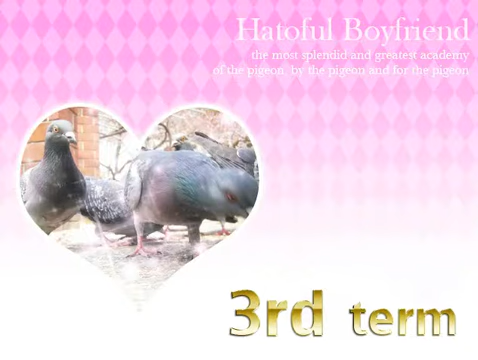 Hatoful Boyfriend
the most splendid and greatest academy
of the pigeon, by the pigeon and for the pigeon
3rd term